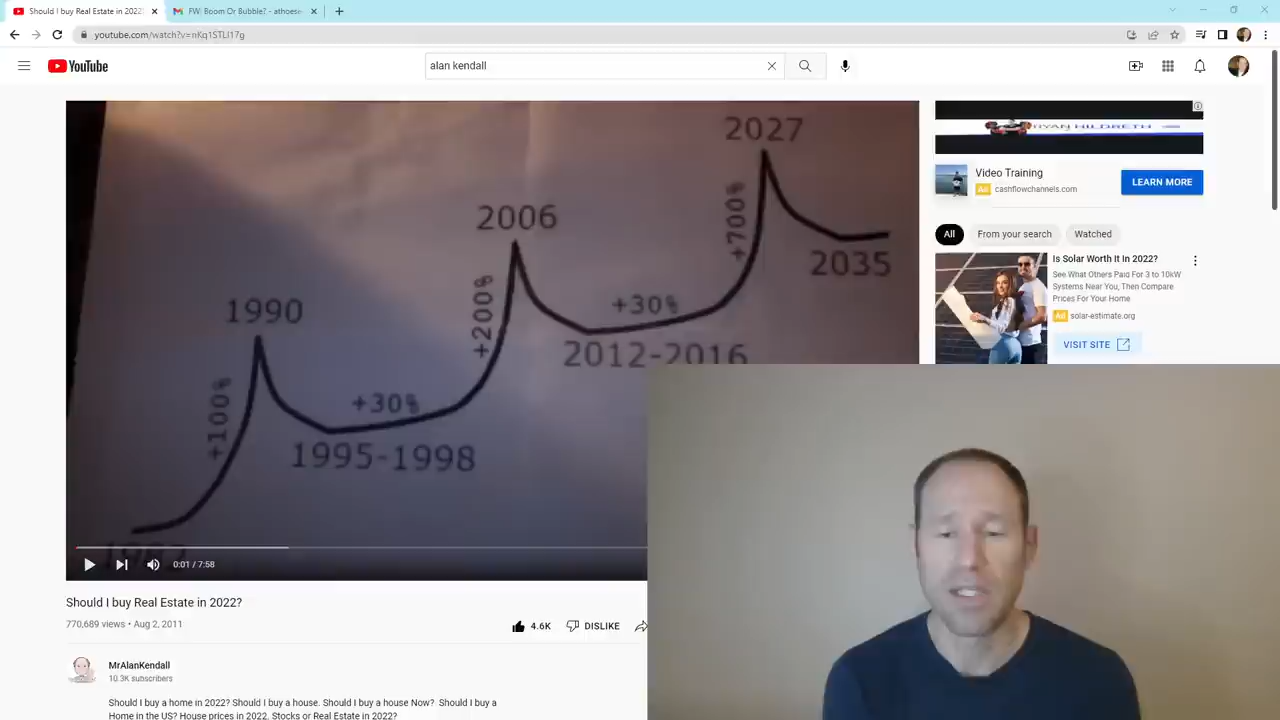 Should I buy Real Estate in 2022?
FW: Boom Or Bubble? - athoese
youtube.com/watch?v=nKq1STLI17g
YouTube
alan kendall
2027
2006
+700%
2035
1990
+200%
+30%
2012-2016
+100%
+30%
1995-1998
0:01 / 7:58
RYAN HILDRETH
Video Training
Ad cashflowchannels.com
LEARN MORE
All
From your search
Watched
Is Solar Worth It In 2022?
See What Others Paid For 3 to 10kW
Systems Near You, Then Compare
Prices For Your Home
Ad solar-estimate.org
VISIT SITE
Should I buy Real Estate in 2022?
770,689 views • Aug 2, 2011
4.6K
DISLIKE
MrAlanKendall
10.3K subscribers
Should I buy a home in 2022? Should I buy a house. Should I buy a house Now? Should I buy a
Home in the US? House prices in 2022. Stocks or Real Estate in 2022?